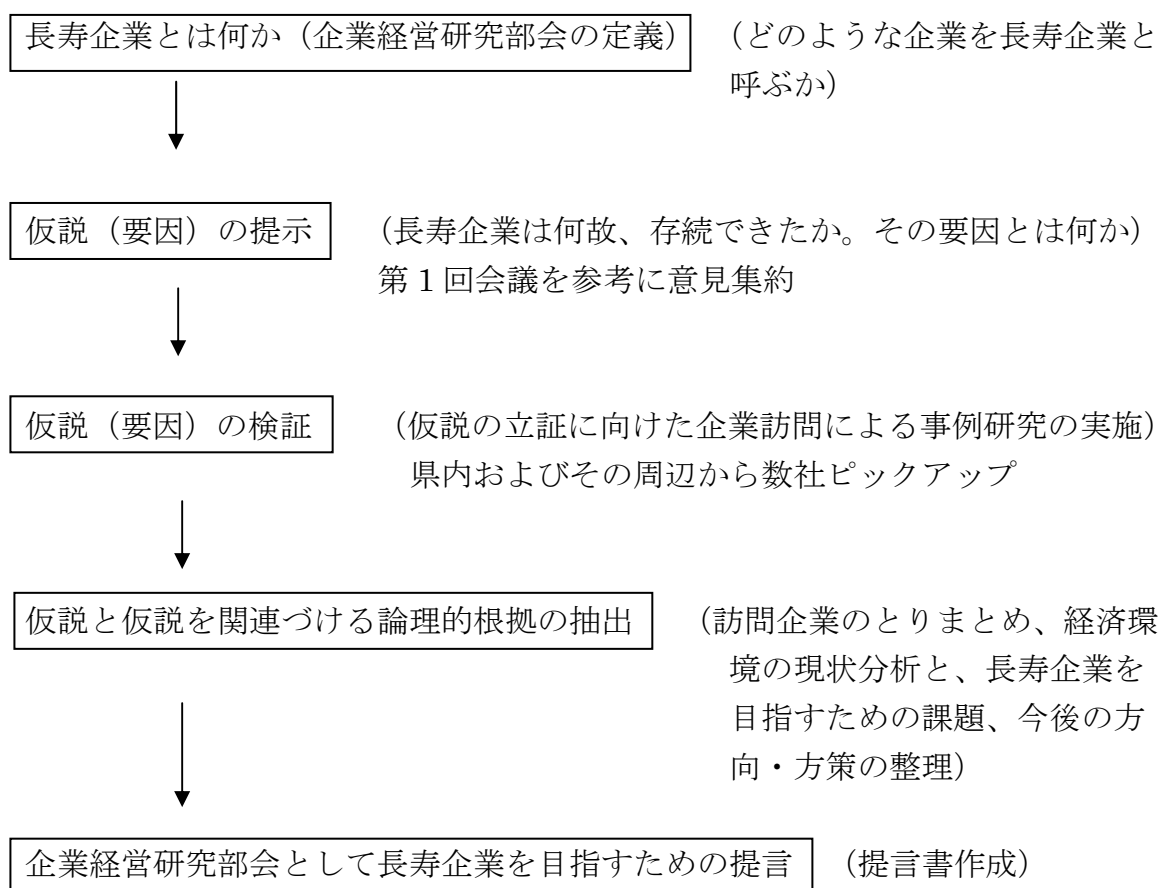 長寿企業とは何か（企業経営研究部会の定義） （どのような企業を長寿企業と
呼ぶか）
仮説（要因）の提示 （長寿企業は何故、存続できたか。その要因とは何か）
第１回会議を参考に意見集約
仮説（要因）の検証 （仮説の立証に向けた企業訪問による事例研究の実施）
県内およびその周辺から数社ピックアップ
仮説と仮説を関連づける論理的根拠の抽出 （訪問企業のとりまとめ、経済環
境の現状分析と、長寿企業を
目指すための課題、今後の方
向・方策の整理）
企業経営研究部会として長寿企業を目指すための提言 （提言書作成）